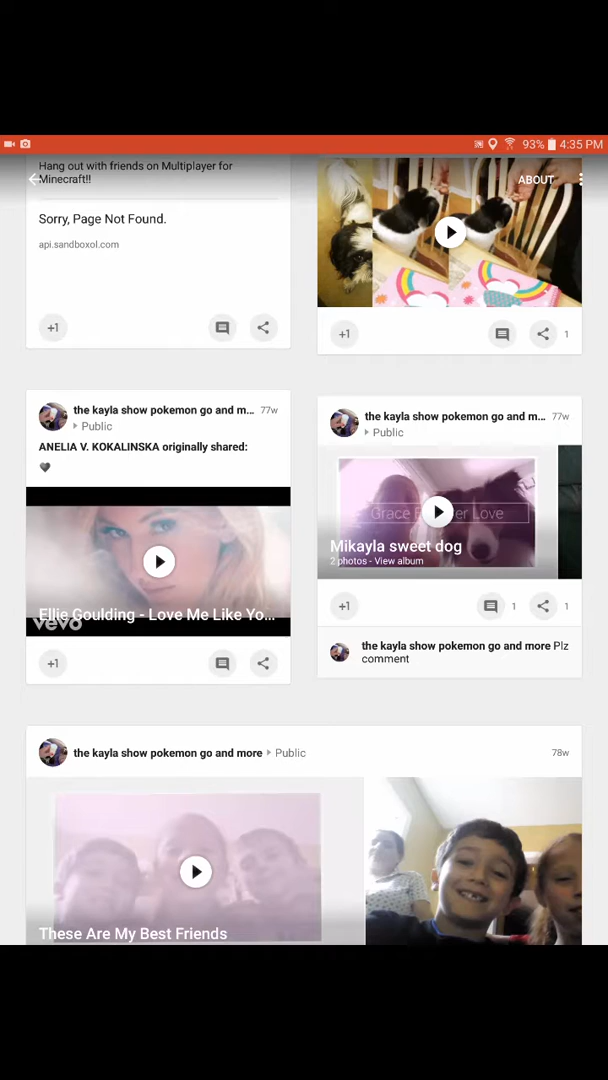 93% 4:35 PM
Hang out with friends on Multiplayer for
Minecraft!!
ABOUT
Sorry, Page Not Found.
api.sandboxol.com
+1
+1
1
the kayla show pokemon go and m... 77w
Public
ANELIA V. KOKALINSKA originally shared:
Ellie Goulding - Love Me Like Yo...
vevo
+1
the kayla show pokemon go and m... 77w
Public
Mikayla sweet dog
2 photos - View album
+1 1 1
the kayla show pokemon go and more Plz
comment
the kayla show pokemon go and more Public 78w
These Are My Best Friends